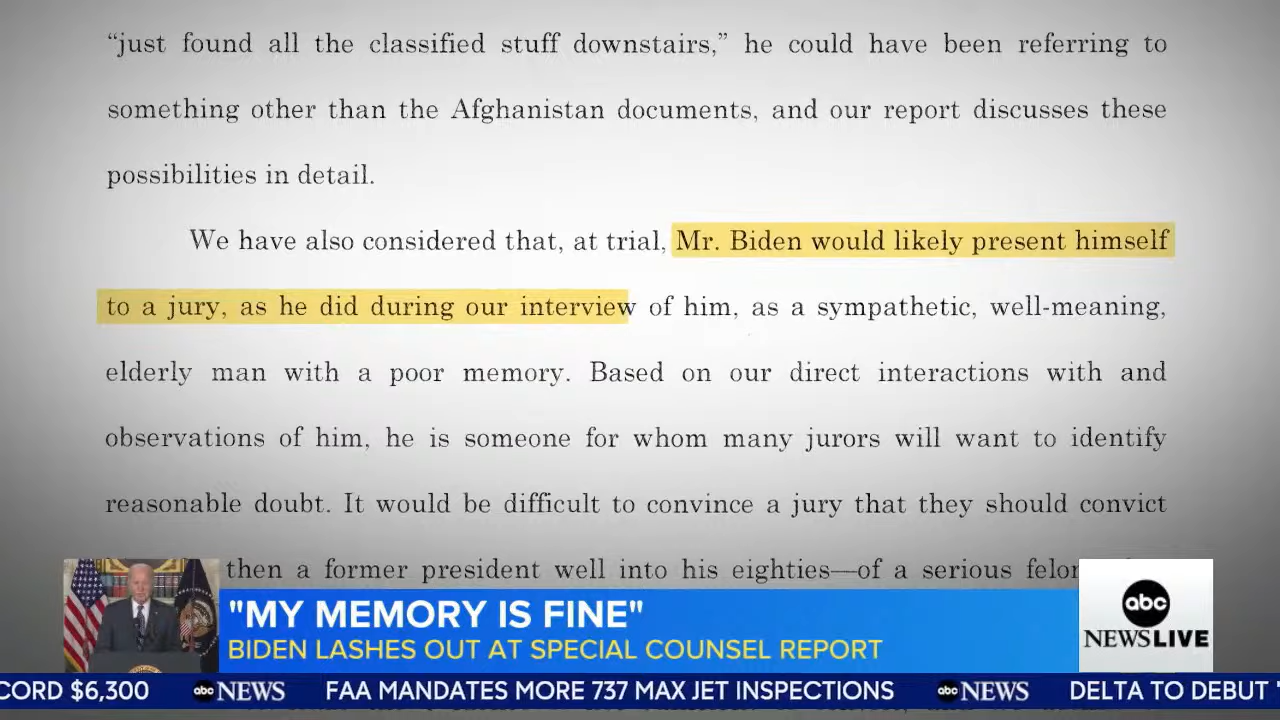 “just found all the classified stuff downstairs,” he could have been referring to
something other than the Afghanistan documents, and our report discusses these
possibilities in detail.
We have also considered that, at trial, Mr. Biden would likely present himself
to a jury, as he did during our interview of him, as a sympathetic, well-meaning,
elderly man with a poor memory. Based on our direct interactions with and
observations of him, he is someone for whom many jurors will want to identify
reasonable doubt. It would be difficult to convince a jury that they should convict
then a former president well into his eighties—of a serious felon
"MY MEMORY IS FINE"
BIDEN LASHES OUT AT SPECIAL COUNSEL REPORT
abc
NEWS LIVE
CORD $6,300 abc NEWS FAA MANDATES MORE 737 MAX JET INSPECTIONS abc NEWS DELTA TO DEBUT